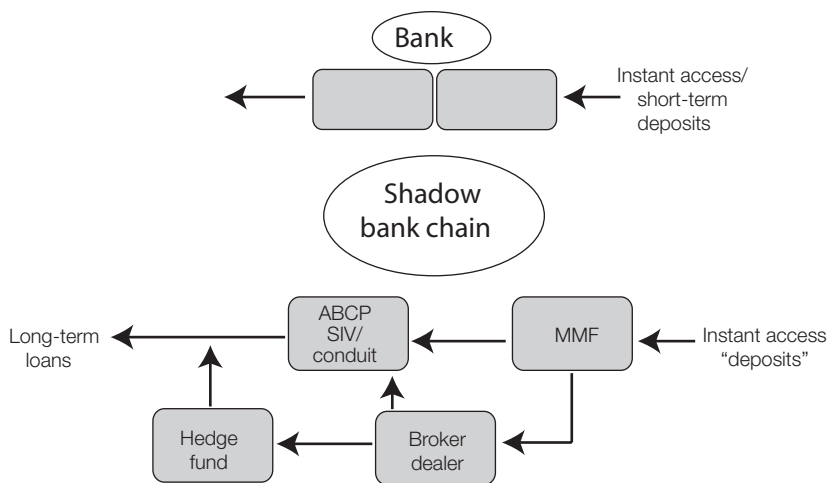 Bank
Instant access/
short-term
deposits
Shadow
bank chain
Long-term
loans
ABCP
SIV/
conduit
MMF
Instant access
“deposits”
Hedge
fund
Broker
dealer